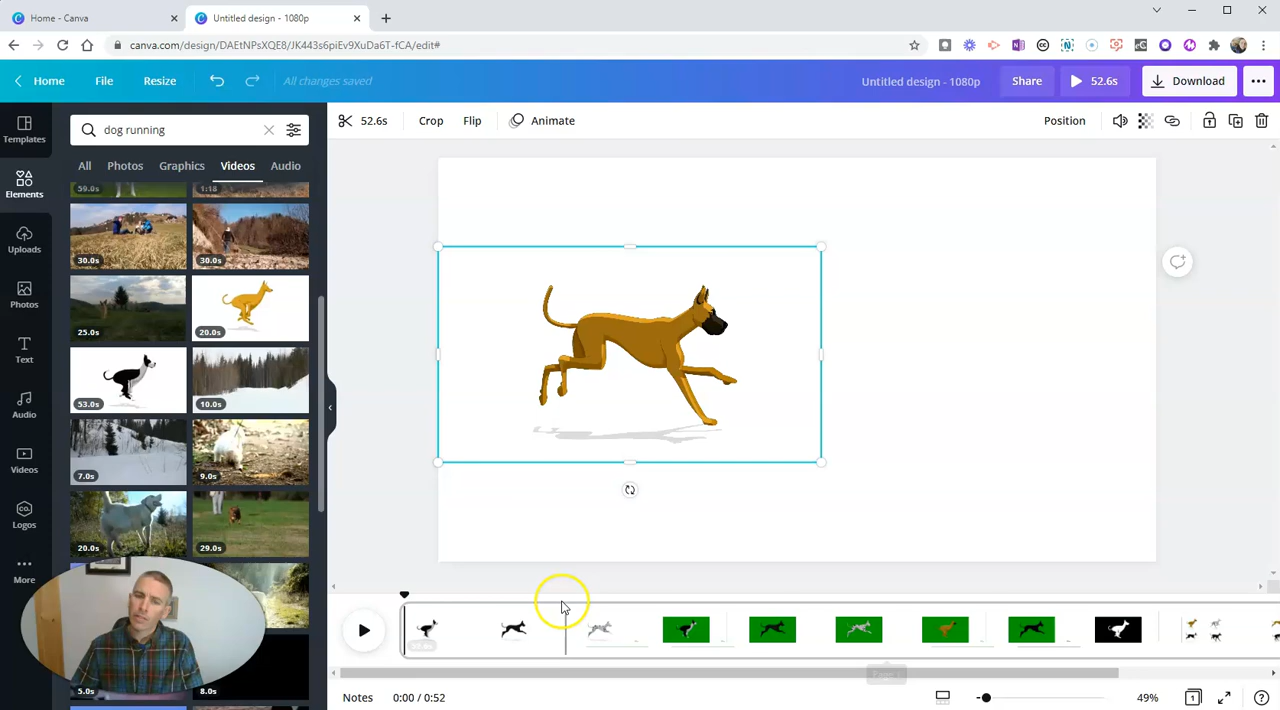 Home - Canva
Untitled design - 1080p
canva.com/design/DAEtNPsXQE8/JK443s6piEv9XuDa6T-fCA/edit#
Home
File
Resize
All changes saved
Untitled design - 1080p
Share
52.6s
Download
Templates
Elements
Uploads
Photos
Text
Audio
Videos
Logos
More
dog running
All
Photos
Graphics
Videos
Audio
59.0s
1:18
30.0s
30.0s
25.0s
20.0s
53.0s
10.0s
7.0s
9.0s
20.0s
29.0s
5.0s
8.0s
52.6s
Crop
Flip
Animate
Position
Page 1
Notes
0:00 / 0:52
49%
1